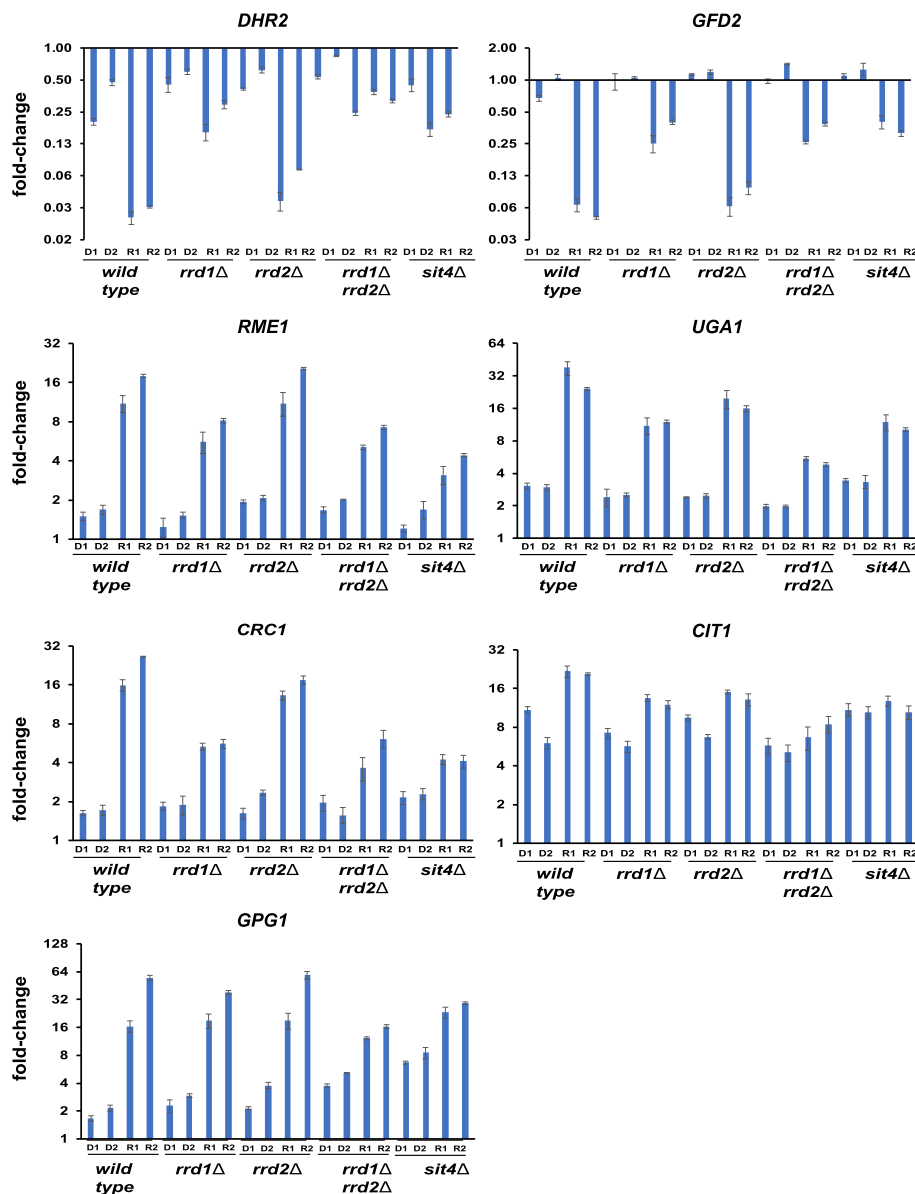 DHR2
fold-change
1.00
0.50
0.25
0.13
0.06
0.03
0.02
D1 D2 R1 R2 D1 D2 R1 R2 D1 D2 R1 R2 D1 D2 R1 R2 D1 D2 R1 R2
wild type rrd1Δ rrd2Δ rrd1Δ rrd2Δ sit4Δ
GFD2
2.00
1.00
0.50
0.25
0.13
0.06
0.03
D1 D2 R1 R2 D1 D2 R1 R2 D1 D2 R1 R2 D1 D2 R1 R2 D1 D2 R1 R2
wild type rrd1Δ rrd2Δ rrd1Δ rrd2Δ sit4Δ
RME1
fold-change
32
16
8
4
2
1
D1 D2 R1 R2 D1 D2 R1 R2 D1 D2 R1 R2 D1 D2 R1 R2 D1 D2 R1 R2
wild type rrd1Δ rrd2Δ rrd1Δ rrd2Δ sit4Δ
UGA1
64
32
16
8
4
2
1
D1 D2 R1 R2 D1 D2 R1 R2 D1 D2 R1 R2 D1 D2 R1 R2 D1 D2 R1 R2
wild type rrd1Δ rrd2Δ rrd1Δ rrd2Δ sit4Δ
CRC1
fold-change
32
16
8
4
2
1
D1 D2 R1 R2 D1 D2 R1 R2 D1 D2 R1 R2 D1 D2 R1 R2 D1 D2 R1 R2
wild type rrd1Δ rrd2Δ rrd1Δ rrd2Δ sit4Δ
CIT1
32
16
8
4
2
1
D1 D2 R1 R2 D1 D2 R1 R2 D1 D2 R1 R2 D1 D2 R1 R2 D1 D2 R1 R2
wild type rrd1Δ rrd2Δ rrd1Δ rrd2Δ sit4Δ
GPG1
fold-change
128
64
32
16
8
4
2
1
D1 D2 R1 R2 D1 D2 R1 R2 D1 D2 R1 R2 D1 D2 R1 R2 D1 D2 R1 R2
wild type rrd1Δ rrd2Δ rrd1Δ rrd2Δ sit4Δ